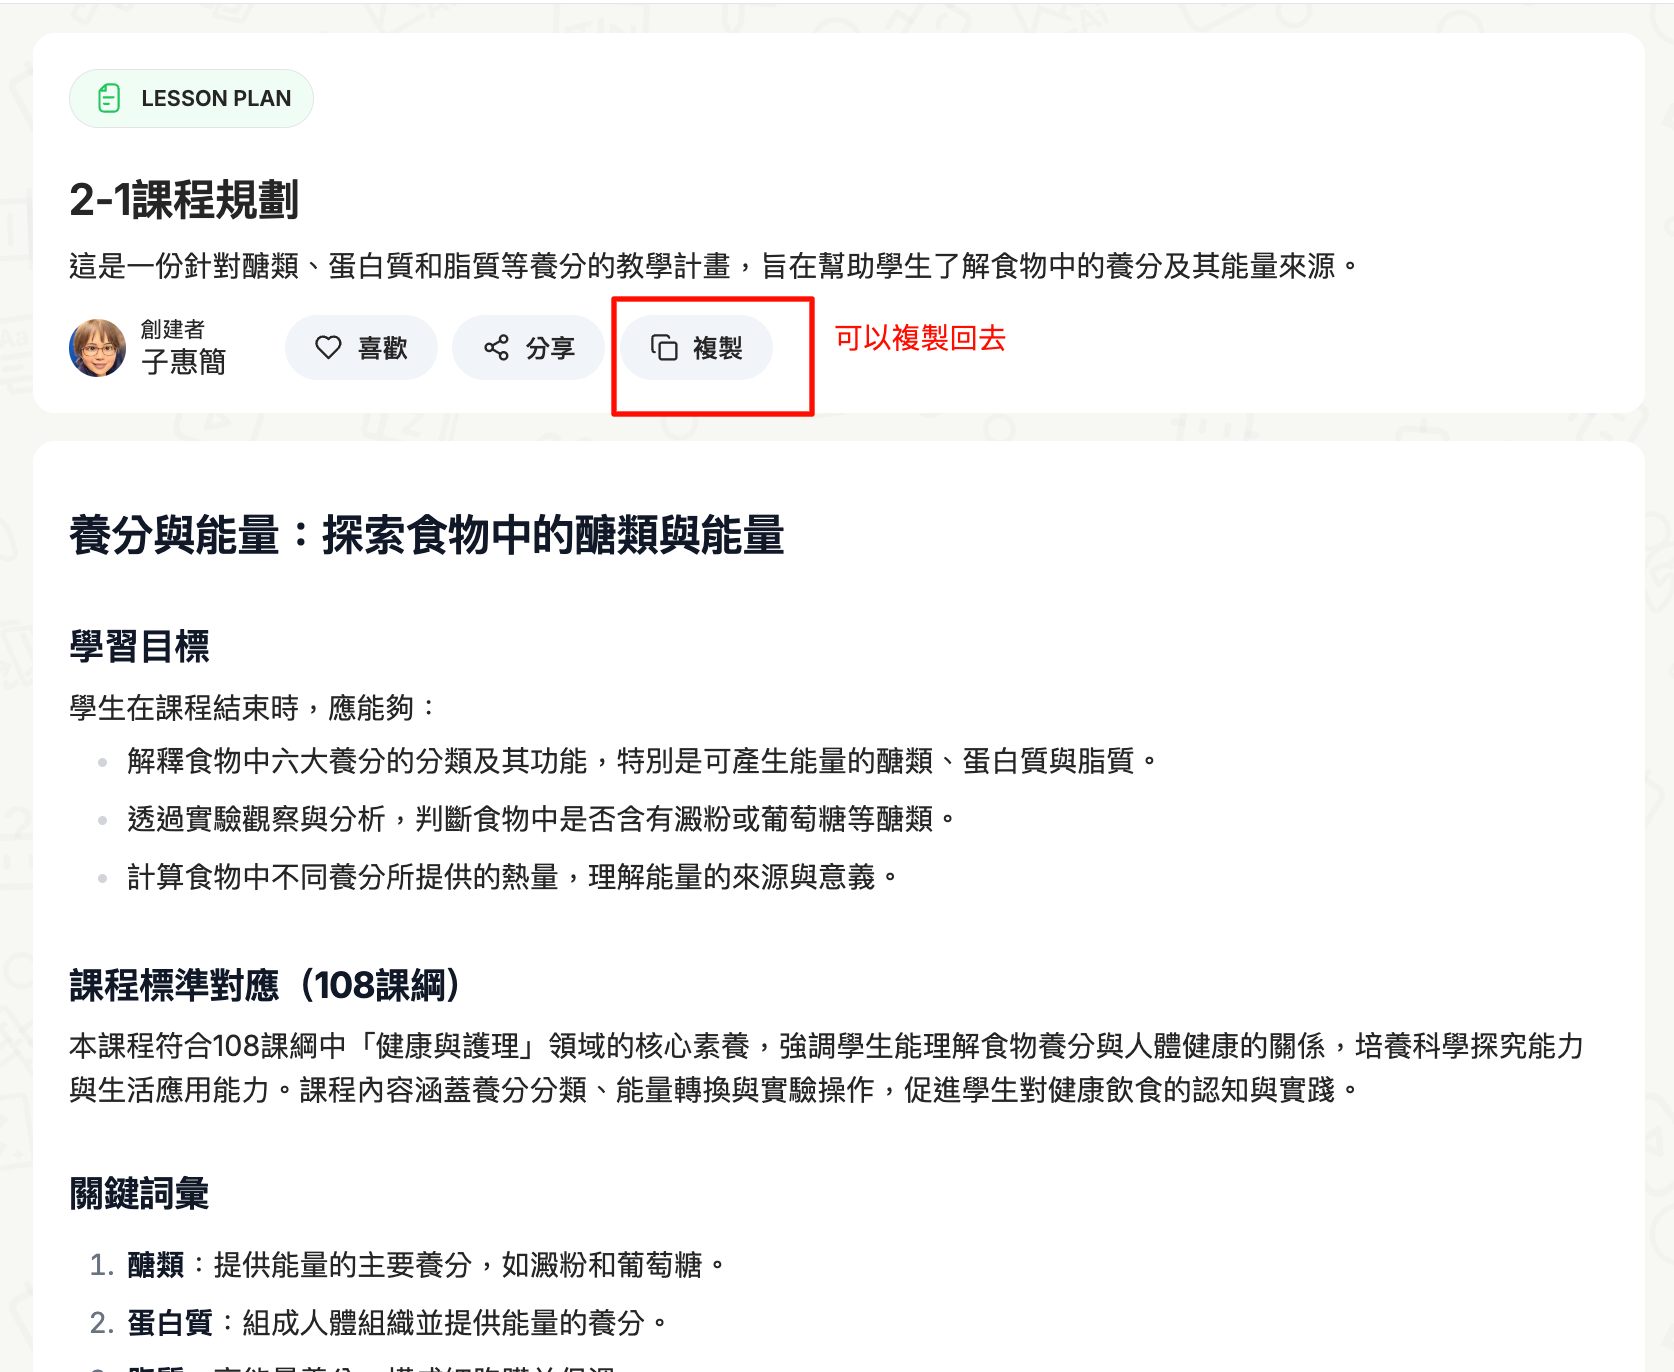 LESSON PLAN
2-1課程規劃
這是一份針對醣類、蛋白質和脂質等養分的教學計畫，旨在幫助學生了解食物中的養分及其能量來源。
創建者
子惠簡
喜歡
分享
複製
可以複製回去
養分與能量：探索食物中的醣類與能量
學習目標
學生在課程結束時，應能夠：
解釋食物中六大養分的分類及其功能，特別是可產生能量的醣類、蛋白質與脂質。
透過實驗觀察與分析，判斷食物中是否含有澱粉或葡萄糖等醣類。
計算食物中不同養分所提供的熱量，理解能量的來源與意義。
課程標準對應（108課綱）
本課程符合108課綱中「健康與護理」領域的核心素養，強調學生能理解食物養分與人體健康的關係，培養科學探究能力
與生活應用能力。課程內容涵蓋養分分類、能量轉換與實驗操作，促進學生對健康飲食的認知與實踐。
關鍵詞彙
1. 醣類：提供能量的主要養分，如澱粉和葡萄糖。
2. 蛋白質：組成人體組織並提供能量的養分。